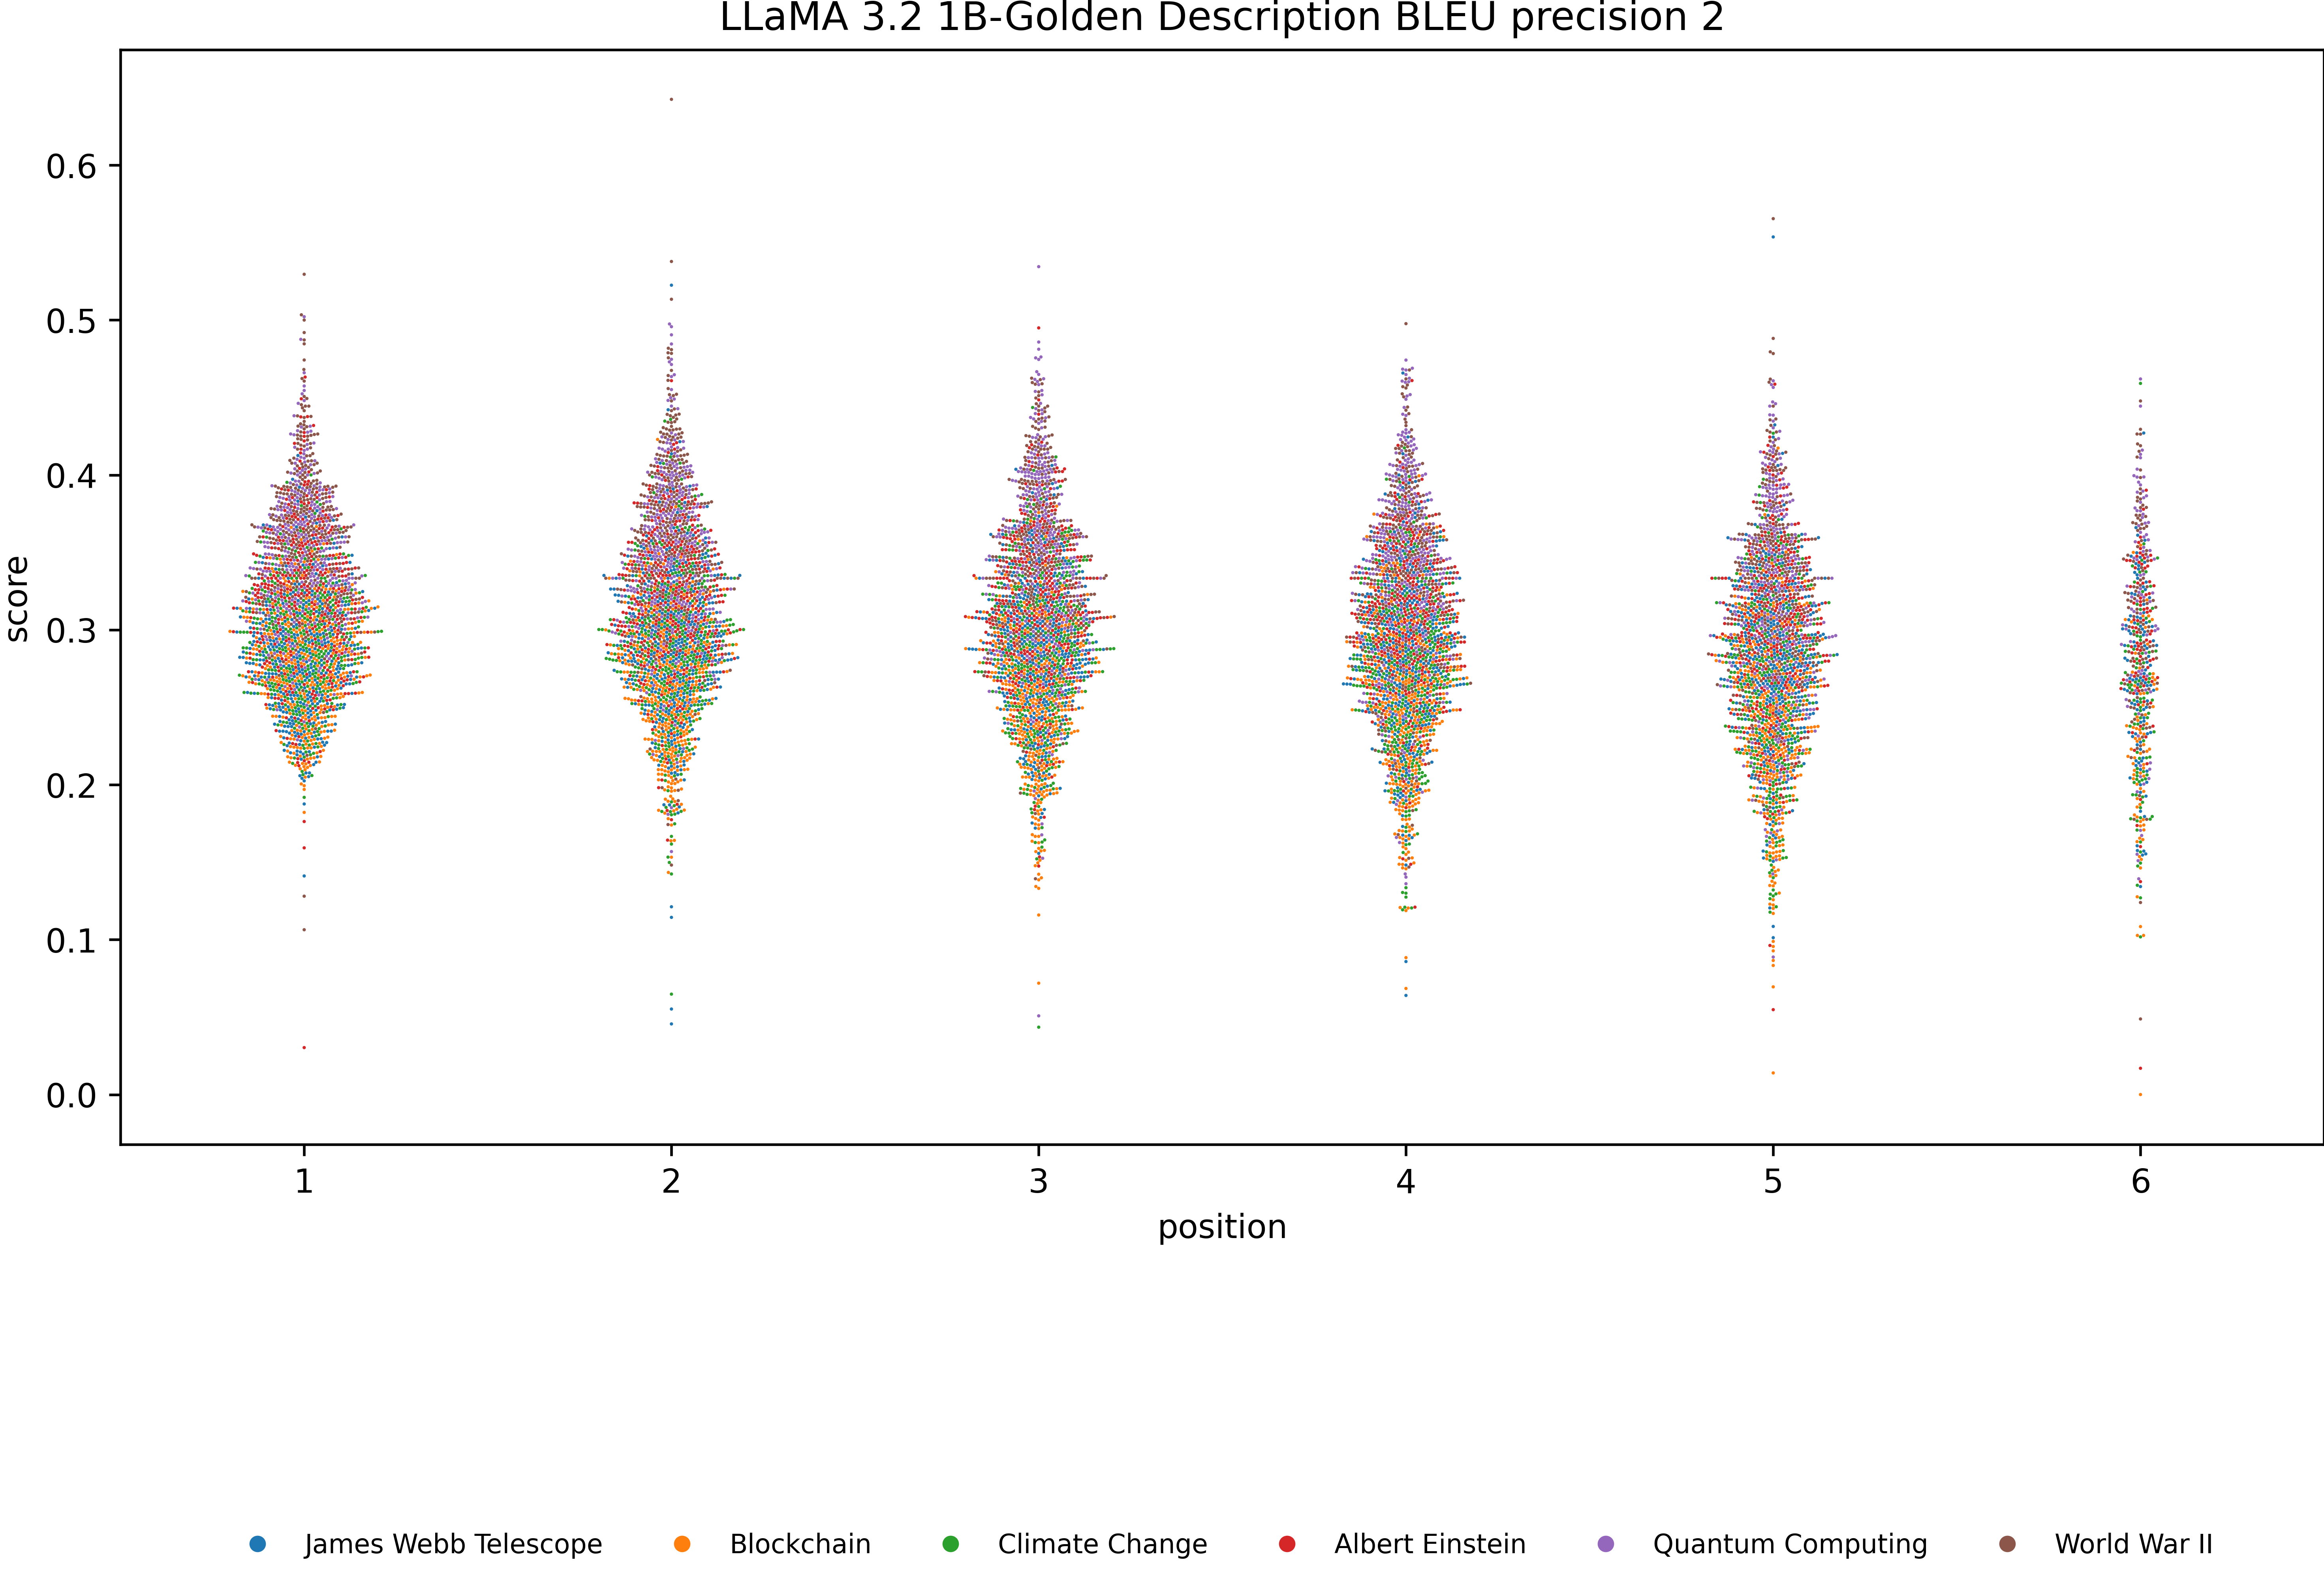 LLaMA 3.2 1B-Golden Description BLEU precision 2
score
0.6
0.5
0.4
0.3
0.2
0.1
0.0
1 2 3 4 5 6
position
James Webb Telescope Blockchain Climate Change Albert Einstein Quantum Computing World War II